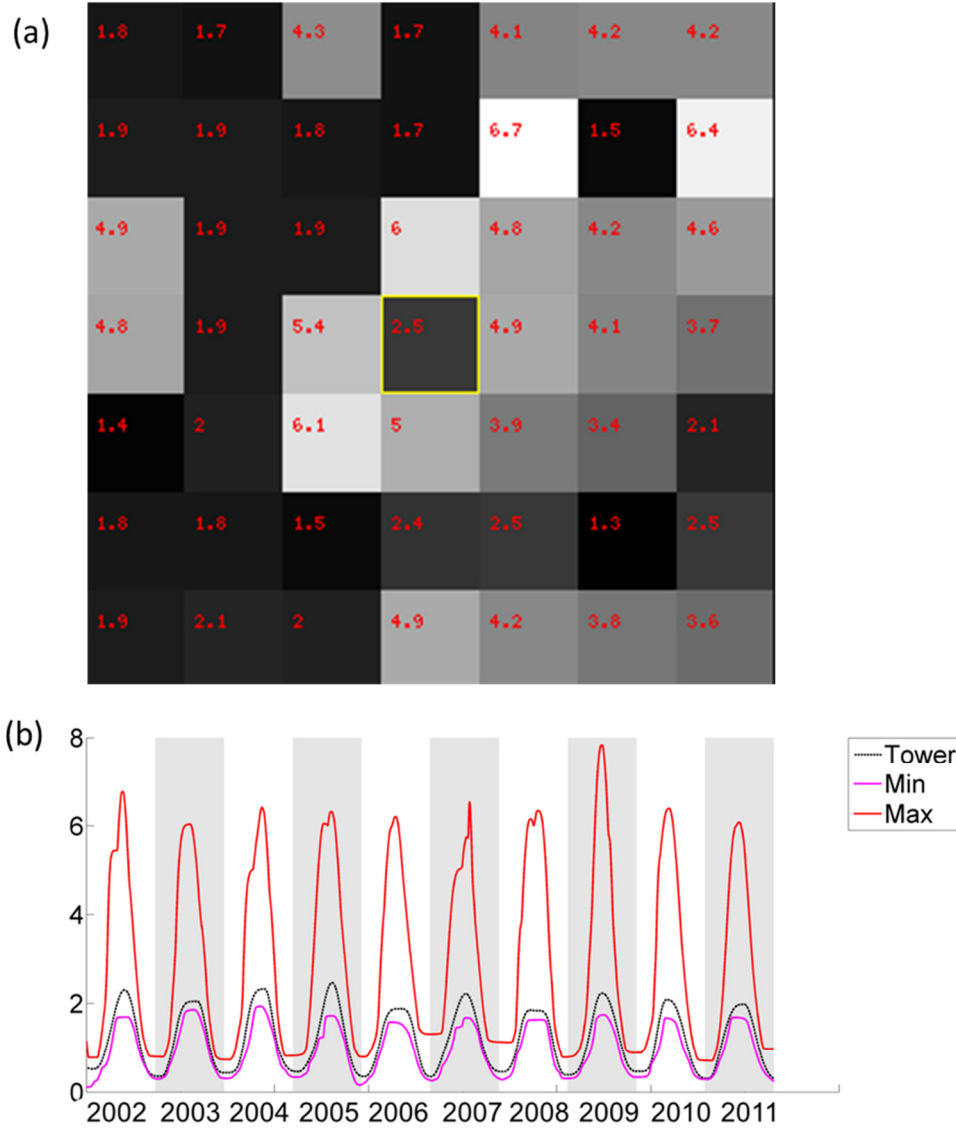 (a)
1.8 1.7 4.3 1.7 4.1 4.2 4.2
1.9 1.9 1.8 1.7 6.7 1.5 6.4
4.9 1.9 1.9 6 4.8 4.2 4.6
4.8 1.9 5.4 2.5 4.9 4.1 3.7
1.4 2 6.1 5 3.9 3.4 2.1
1.8 1.8 1.5 2.4 2.5 1.3 2.5
1.9 2.1 2 4.9 4.2 3.8 3.6
(b)
8
6
4
2
0
2002 2003 2004 2005 2006 2007 2008 2009 2010 2011
Tower
Min
Max